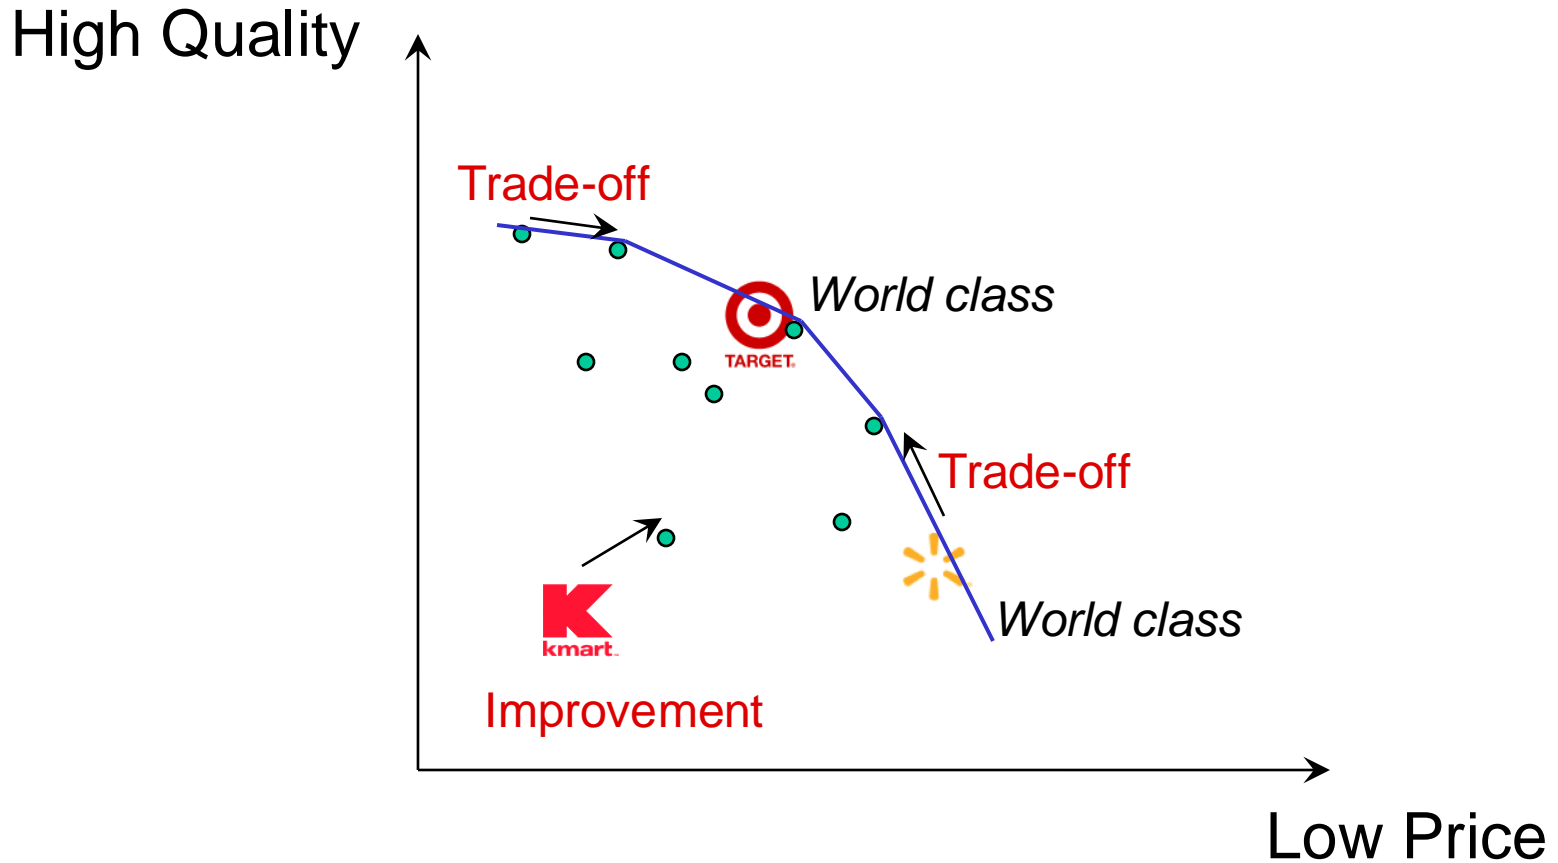 High Quality
Trade-off
World class
TARGET.
Trade-off
kmart
World class
Improvement
Low Price